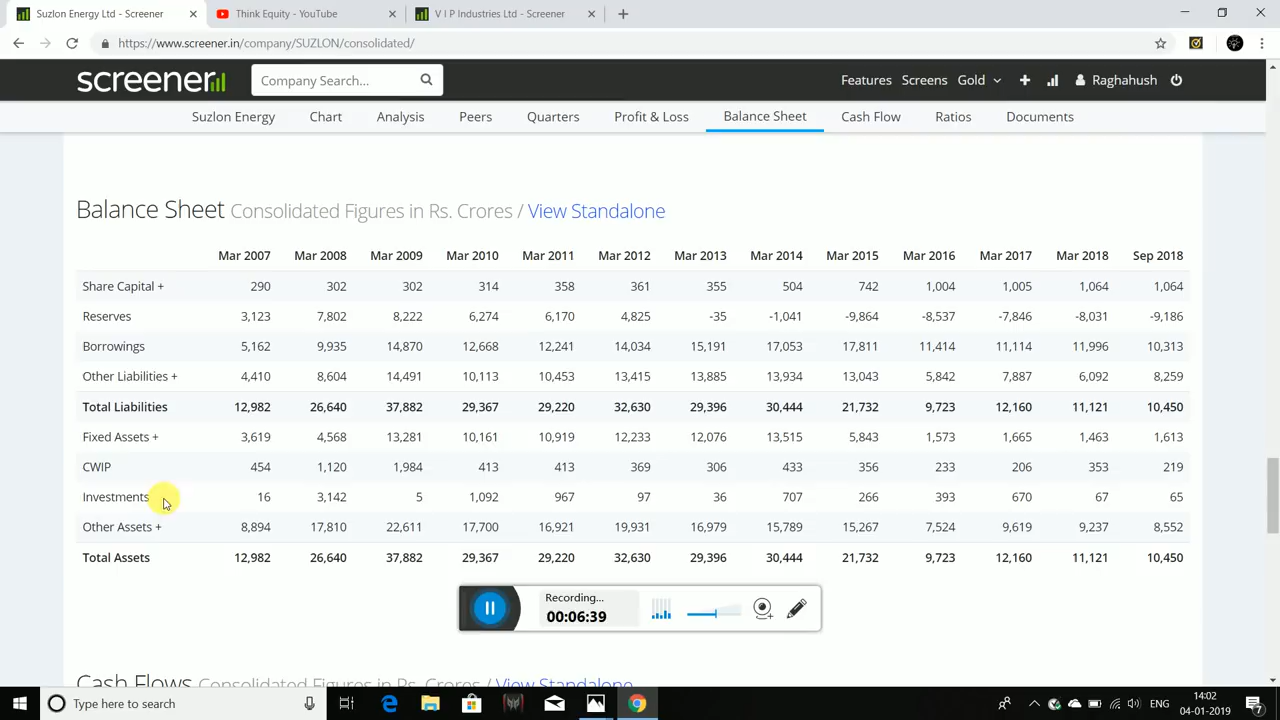 Suzlon Energy Ltd - Screener
Think Equity - YouTube
V I P Industries Ltd - Screener
https://www.screener.in/company/SUZLON/consolidated/
screener
Company Search...
Features Screens Gold Raghahush
Suzlon Energy Chart Analysis Peers Quarters Profit & Loss Balance Sheet Cash Flow Ratios Documents
Balance Sheet Consolidated Figures in Rs. Crores / View Standalone
Mar 2007 Mar 2008 Mar 2009 Mar 2010 Mar 2011 Mar 2012 Mar 2013 Mar 2014 Mar 2015 Mar 2016 Mar 2017 Mar 2018 Sep 2018
Share Capital + 290 302 302 314 358 361 355 504 742 1,004 1,005 1,064 1,064
Reserves 3,123 7,802 8,222 6,274 6,170 4,825 -35 -1,041 -9,864 -8,537 -7,846 -8,031 -9,186
Borrowings 5,162 9,935 14,870 12,668 12,241 14,034 15,191 17,053 17,811 11,414 11,114 11,996 10,313
Other Liabilities + 4,410 8,604 14,491 10,113 10,453 13,415 13,885 13,934 13,043 5,842 7,887 6,092 8,259
Total Liabilities 12,982 26,640 37,882 29,367 29,220 32,630 29,396 30,444 21,732 9,723 12,160 11,121 10,450
Fixed Assets + 3,619 4,568 13,281 10,161 10,919 12,233 12,076 13,515 5,843 1,573 1,665 1,463 1,613
CWIP 454 1,120 1,984 413 413 369 306 433 356 233 206 353 219
Investments 16 3,142 5 1,092 967 97 36 707 266 393 670 67 65
Other Assets + 8,894 17,810 22,611 17,700 16,921 19,931 16,979 15,789 15,267 7,524 9,619 9,237 8,552
Total Assets 12,982 26,640 37,882 29,367 29,220 32,630 29,396 30,444 21,732 9,723 12,160 11,121 10,450
Recording...
00:06:39
Cash Flows Consolidated Figures in Rs. Crores / View Standalone
Type here to search
ENG
14:02
04-01-2019
7